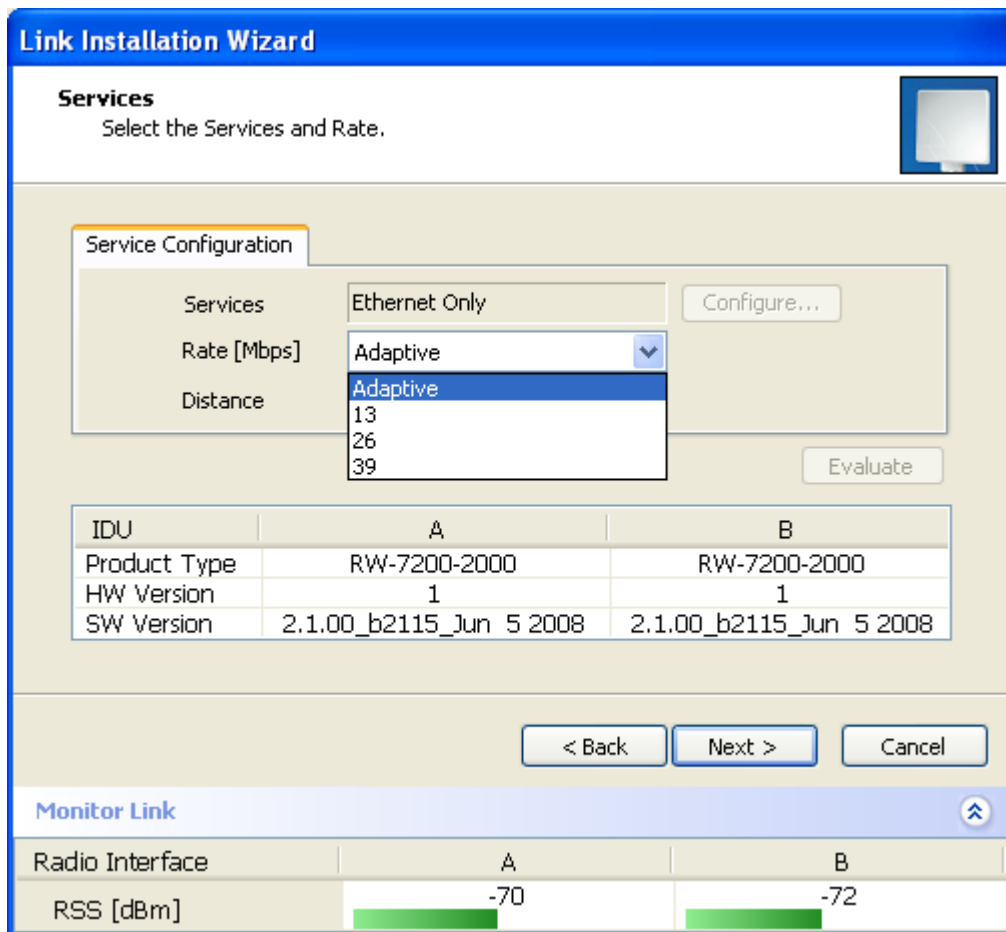 Link Installation Wizard
Services
Select the Services and Rate.
Service Configuration
Services Ethernet Only Configure...
Rate [Mbps] Adaptive
Adaptive
Distance
13
26
39
Evaluate
IDU A B
Product Type RW-7200-2000 RW-7200-2000
HW Version 1 1
SW Version 2.1.00_b2115_Jun 5 2008 2.1.00_b2115_Jun 5 2008
< Back Next > Cancel
Monitor Link
Radio Interface A B
RSS [dBm] -70 -72